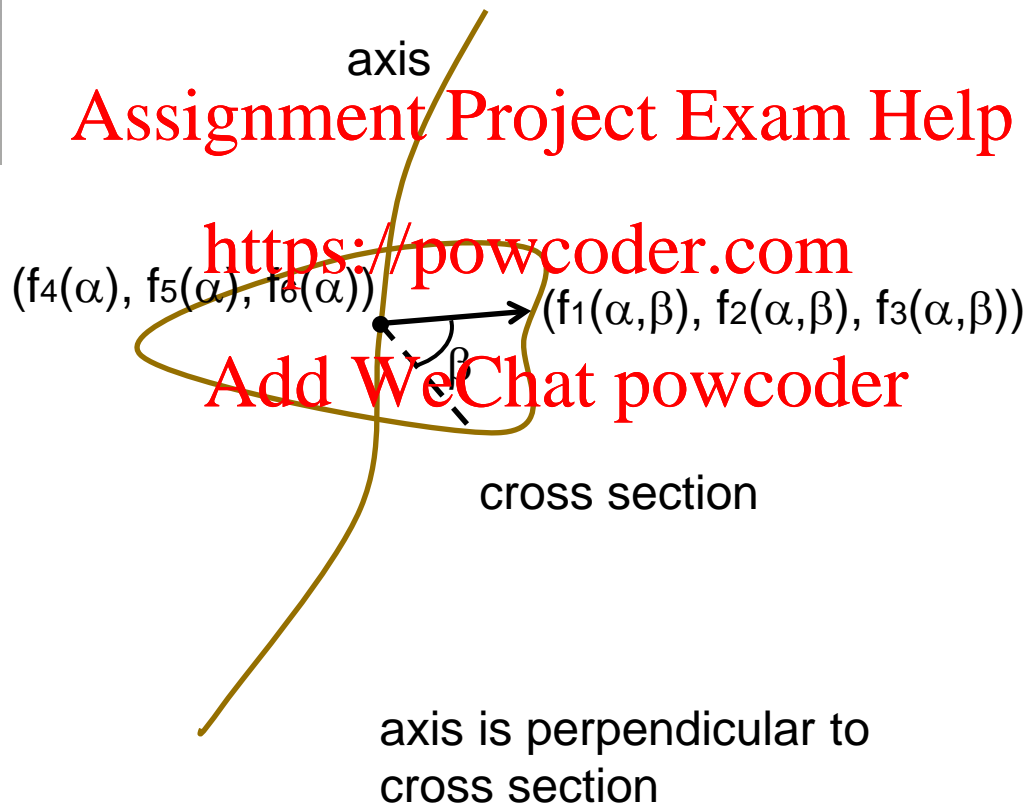 axis
Assignment Project Exam Help
https://powcoder.com
(f4(α), f5(α), f6(α))
(f1(α,β), f2(α,β), f3(α,β))
β
Add WeChat powcoder
cross section
axis is perpendicular to
cross section